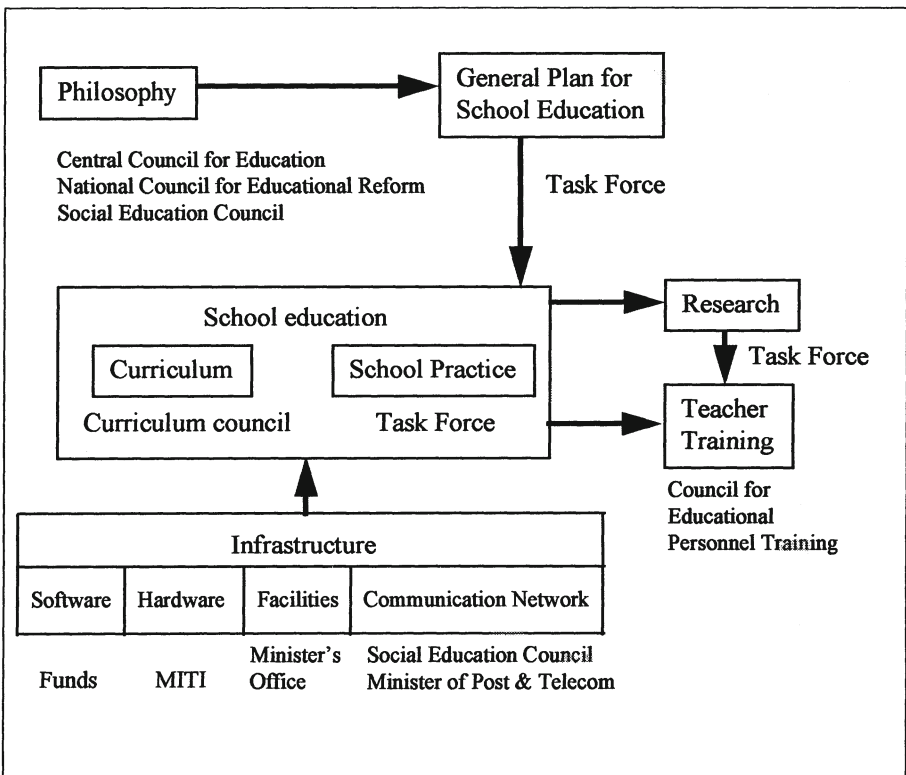 Philosophy
General Plan for
School Education
Central Council for Education
National Council for Educational Reform
Social Education Council
Task Force
School education
Curriculum
School Practice
Curriculum council
Task Force
Research
Task Force
Teacher
Training
Council for
Educational
Personnel Training
Infrastructure
Software
Hardware
Facilities
Communication Network
Funds
MITI
Minister's
Office
Social Education Council
Minister of Post & Telecom